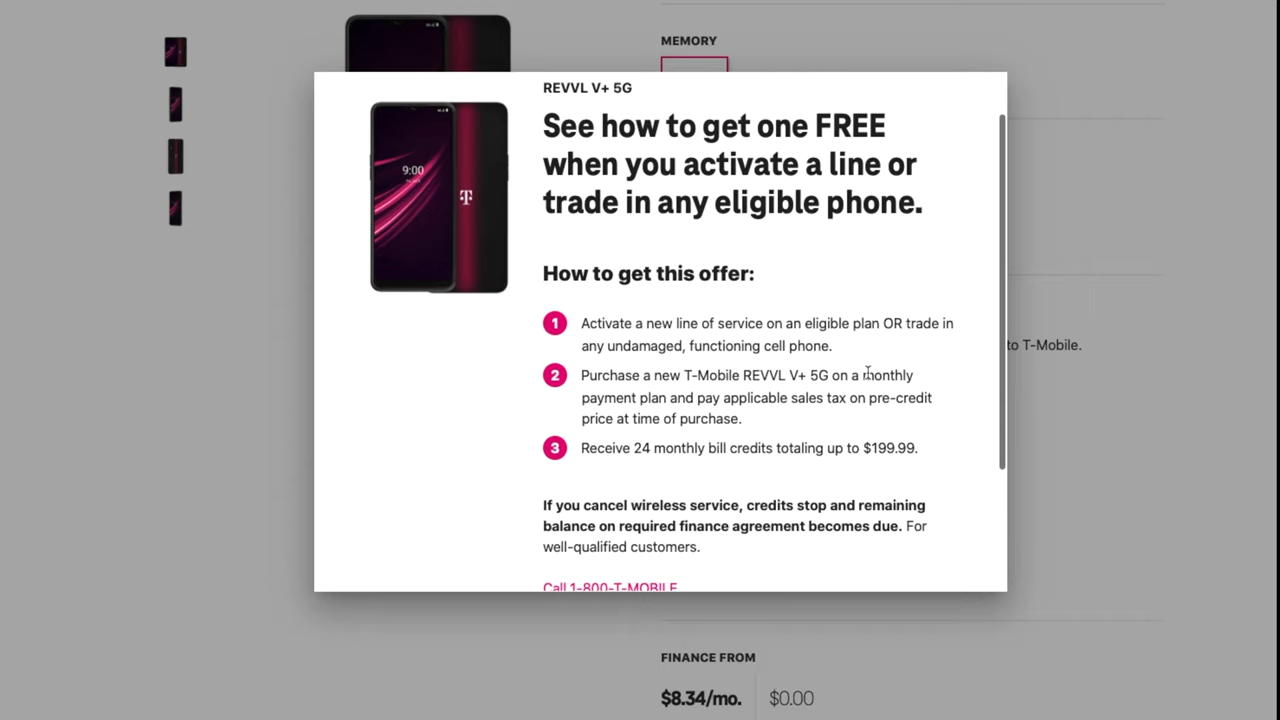 MEMORY
REVVL V+ 5G
See how to get one FREE
when you activate a line or
trade in any eligible phone.
9:00
How to get this offer:
1 Activate a new line of service on an eligible plan OR trade in
any undamaged, functioning cell phone.
to T-Mobile.
2 Purchase a new T-Mobile REVVL V+ 5G on a monthly
payment plan and pay applicable sales tax on pre-credit
price at time of purchase.
3 Receive 24 monthly bill credits totaling up to $199.99.
If you cancel wireless service, credits stop and remaining
balance on required finance agreement becomes due. For
well-qualified customers.
Call 1-800-T-MOBILE
FINANCE FROM
$8.34/mo. $0.00